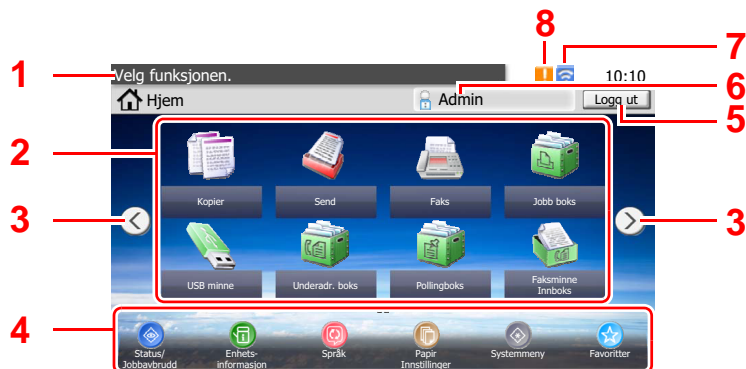 8
7
1
Velg funksjonen.
10:10
6
Hjem
Admin
Logg ut
5
2
Kopier
Send
Faks
Jobb boks
3
3
USB minne
Underadr. boks
Pollingboks
Faksminne
Innboks
4
Status/
Jobbavbrudd
Enhets-
informasjon
Språk
Papir
Innstillinger
Systemmeny
Favoritter